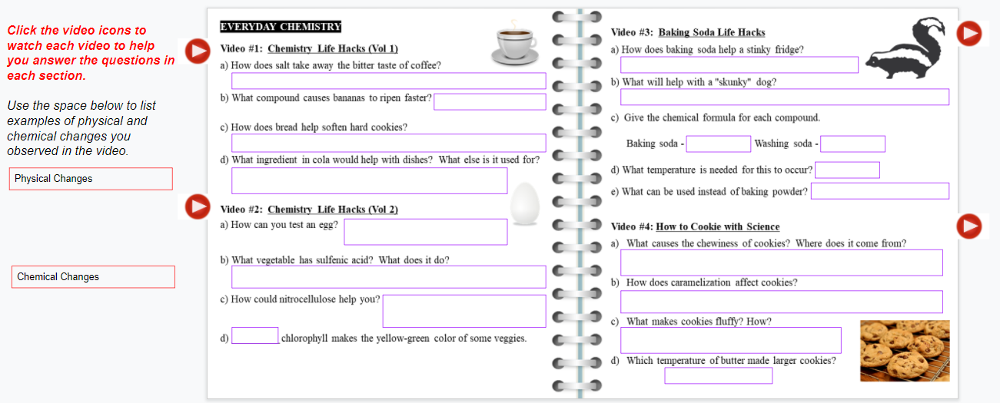 Click the video icons to
watch each video to help
you answer the questions in
each section.
Use the space below to list
examples of physical and
chemical changes you
observed in the video.
Physical Changes
Chemical Changes
EVERYDAY CHEMISTRY
Video #1: Chemistry Life Hacks (Vol 1)
a) How does salt take away the bitter taste of coffee?
b) What compound causes bananas to ripen faster?
c) How does bread help soften hard cookies?
d) What ingredient in cola would help with dishes? What else is it used for?
Video #2: Chemistry Life Hacks (Vol 2)
a) How can you test an egg?
b) What vegetable has sulfenic acid? What does it do?
c) How could nitrocellulose help you?
d) chlorophyll makes the yellow-green color of some veggies.
Video #3: Baking Soda Life Hacks
a) How does baking soda help a stinky fridge?
b) What will help with a "skunky" dog?
c) Give the chemical formula for each compound.
Baking soda - Washing soda -
d) What temperature is needed for this to occur?
e) What can be used instead of baking powder?
Video #4: How to Cookie with Science
a) What causes the chewiness of cookies? Where does it come from?
b) How does caramelization affect cookies?
c) What makes cookies fluffy? How?
d) Which temperature of butter made larger cookies?